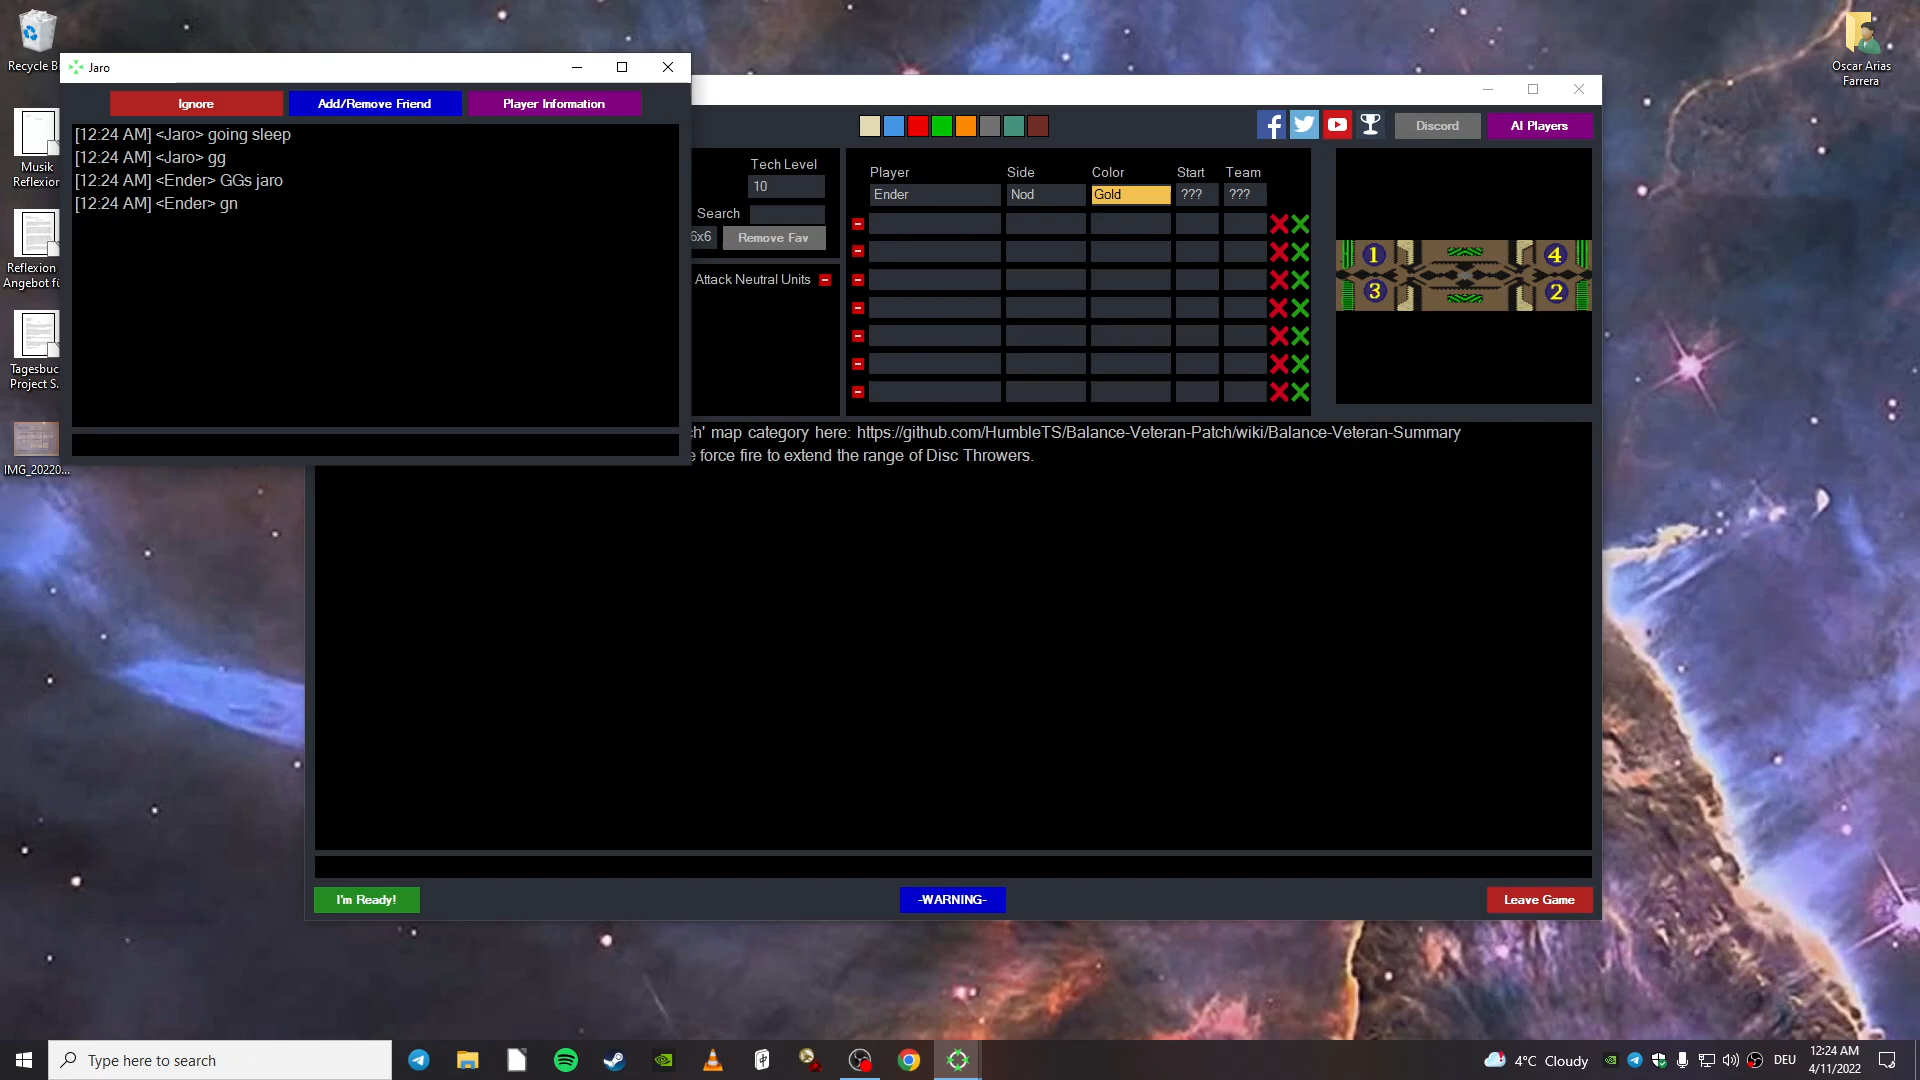 Recycle B
Oscar Arias
Farrera
Jaro
Ignore
Add/Remove Friend
Player Information
[12:24 AM] <Jaro> going sleep
[12:24 AM] <Jaro> gg
[12:24 AM] <Ender> GGs jaro
[12:24 AM] <Ender> gn
Discord
AI Players
Tech Level
10
Search
6x6
Remove Fav
Attack Neutral Units
Player Side Color Start Team
Ender Nod Gold ??? ???
1 4
3 2
Musik
Reflexior
Reflexion
Angebot fü
Tagesbuc
Project S.
IMG_20220...
ch' map category here: https://github.com/HumbleTS/Balance-Veteran-Patch/wiki/Balance-Veteran-Summary
e force fire to extend the range of Disc Throwers.
I'm Ready!
-WARNING-
Leave Game
Type here to search
4°C Cloudy
DEU
12:24 AM
4/11/2022